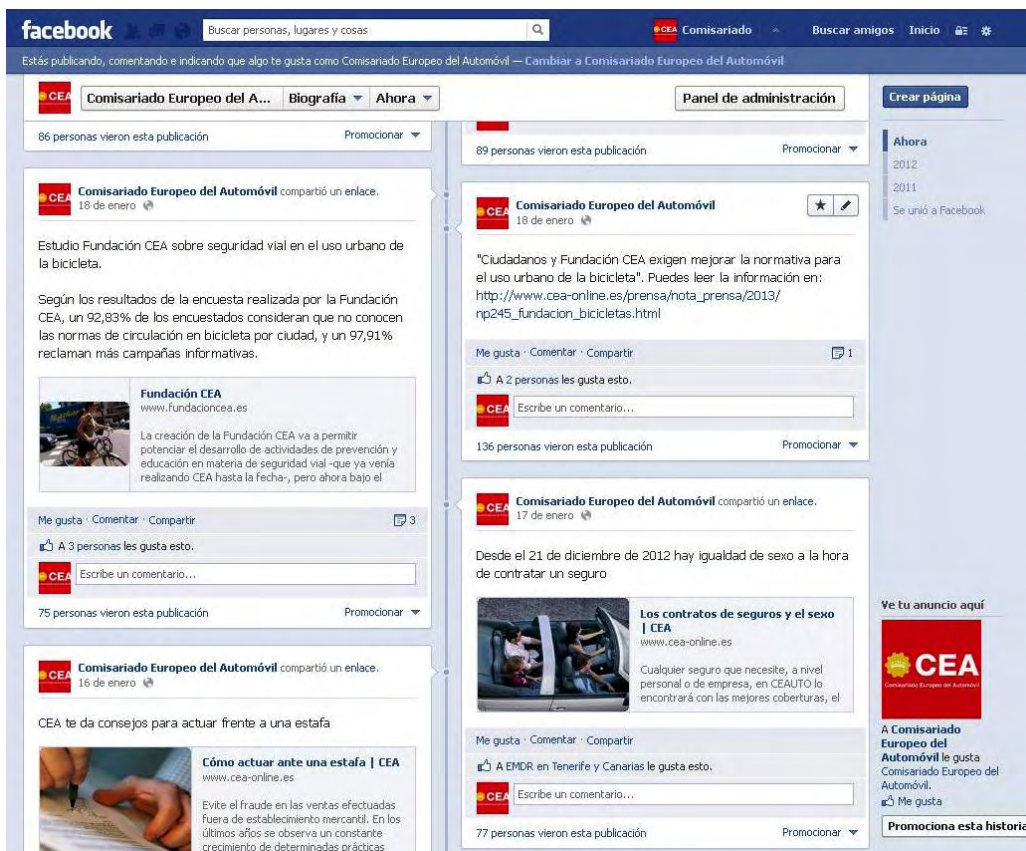 facebook
Buscar personas, lugares y cosas
CEA Comisariado
Buscar amigos
Inicio
Estás publicando, comentando e indicando que algo te gusta como Comisariado Europeo del Automóvil — Cambiar a Comisariado Europeo del Automóvil
CEA
Comisariado Europeo del A...
Biografía
Ahora
Panel de administración
Crear página
Ahora
2012
2011
Se unió a Facebook
86 personas vieron esta publicación
Promocionar
89 personas vieron esta publicación
Promocionar
CEA
Comisariado Europeo del Automóvil compartió un enlace.
18 de enero
Estudio Fundación CEA sobre seguridad vial en el uso urbano de
la bicicleta.
Según los resultados de la encuesta realizada por la Fundación
CEA, un 92,83% de los encuestados consideran que no conocen
las normas de circulación en bicicleta por ciudad, y un 97,91%
reclaman más campañas informativas.
Fundación CEA
www.fundacioncea.es
La creación de la Fundación CEA va a permitir
potenciar el desarrollo de actividades de prevención y
educación en materia de seguridad vial -que ya venía
realizando CEA hasta la fecha-, pero ahora bajo el
Me gusta · Comentar · Compartir
3
A 3 personas les gusta esto.
CEA
Escribe un comentario...
75 personas vieron esta publicación
Promocionar
CEA
Comisariado Europeo del Automóvil
18 de enero
"Ciudadanos y Fundación CEA exigen mejorar la normativa para
el uso urbano de la bicicleta". Puedes leer la información en:
http://www.cea-online.es/prensa/nota_prensa/2013/
np245_fundacion_bicicletas.html
Me gusta · Comentar · Compartir
1
A 2 personas les gusta esto.
CEA
Escribe un comentario...
136 personas vieron esta publicación
Promocionar
CEA
Comisariado Europeo del Automóvil compartió un enlace.
17 de enero
Desde el 21 de diciembre de 2012 hay igualdad de sexo a la hora
de contratar un seguro
Los contratos de seguros y el sexo
| CEA
www.cea-online.es
Cualquier seguro que necesite, a nivel
personal o de empresa, en CEAUTO lo
encontrará con las mejores coberturas, el
Me gusta · Comentar · Compartir
A EMDR en Tenerife y Canarias le gusta esto.
CEA
Escribe un comentario...
77 personas vieron esta publicación
Promocionar
CEA
Comisariado Europeo del Automóvil compartió un enlace.
16 de enero
CEA te da consejos para actuar frente a una estafa
Cómo actuar ante una estafa | CEA
www.cea-online.es
Evite el fraude en las ventas efectuadas
fuera de establecimiento mercantil. En los
últimos años se observa un constante
crecimiento de determinadas prácticas
Ve tu anuncio aquí
CEA
Comisariado Europeo del Automóvil
A Comisariado
Europeo del
Automóvil le gusta
Comisariado Europeo del
Automóvil.
Me gusta
Promociona esta historia